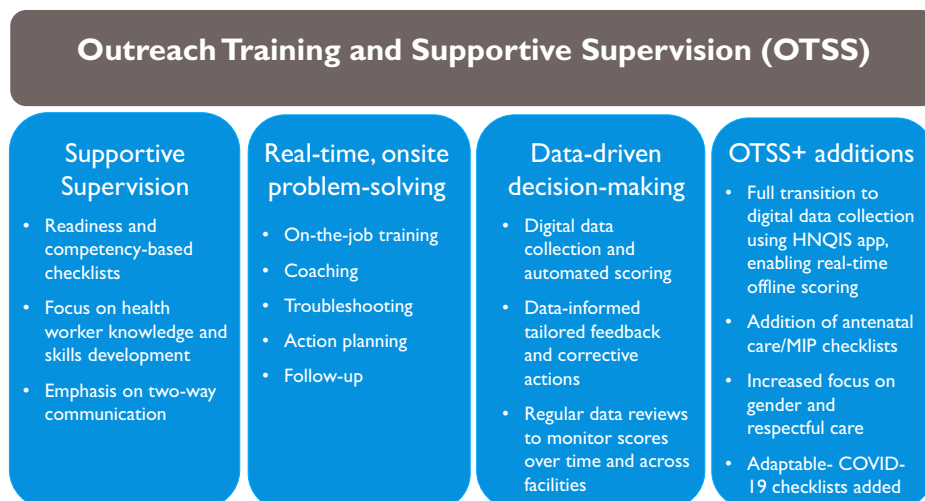 Outreach Training and Supportive Supervision (OTSS)
Supportive
Supervision
• Readiness and
competency-based
checklists
• Focus on health
worker knowledge and
skills development
• Emphasis on two-way
communication
Real-time, onsite
problem-solving
• On-the-job training
• Coaching
• Troubleshooting
• Action planning
• Follow-up
Data-driven
decision-making
• Digital data
collection and
automated scoring
• Data-informed
tailored feedback
and corrective
actions
• Regular data reviews
to monitor scores
over time and across
facilities
OTSS+ additions
• Full transition to
digital data collection
using HNQIS app,
enabling real-time
offline scoring
• Addition of antenatal
care/MIP checklists
• Increased focus on
gender and
respectful care
• Adaptable- COVID-
19 checklists added